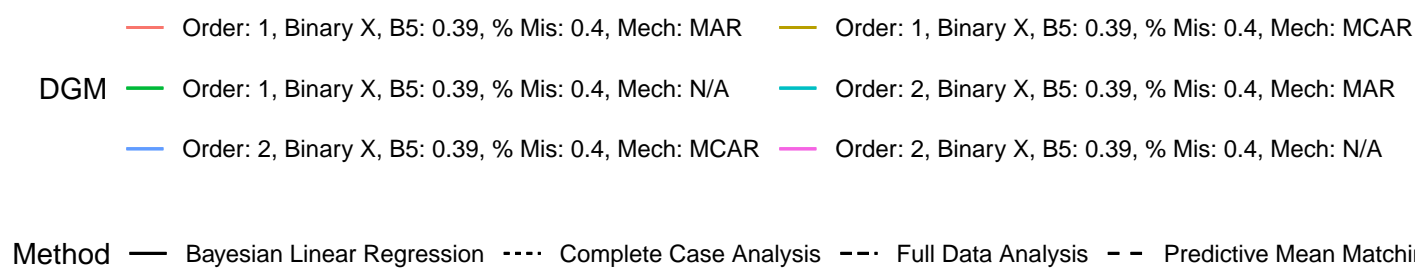 Order: 1, Binary X, B5: 0.39, % Mis: 0.4, Mech: MAR Order: 1, Binary X, B5: 0.39, % Mis: 0.4, Mech: MCAR
DGM Order: 1, Binary X, B5: 0.39, % Mis: 0.4, Mech: N/A Order: 2, Binary X, B5: 0.39, % Mis: 0.4, Mech: MAR
Order: 2, Binary X, B5: 0.39, % Mis: 0.4, Mech: MCAR Order: 2, Binary X, B5: 0.39, % Mis: 0.4, Mech: N/A
Method Bayesian Linear Regression Complete Case Analysis Full Data Analysis Predictive Mean Matchi